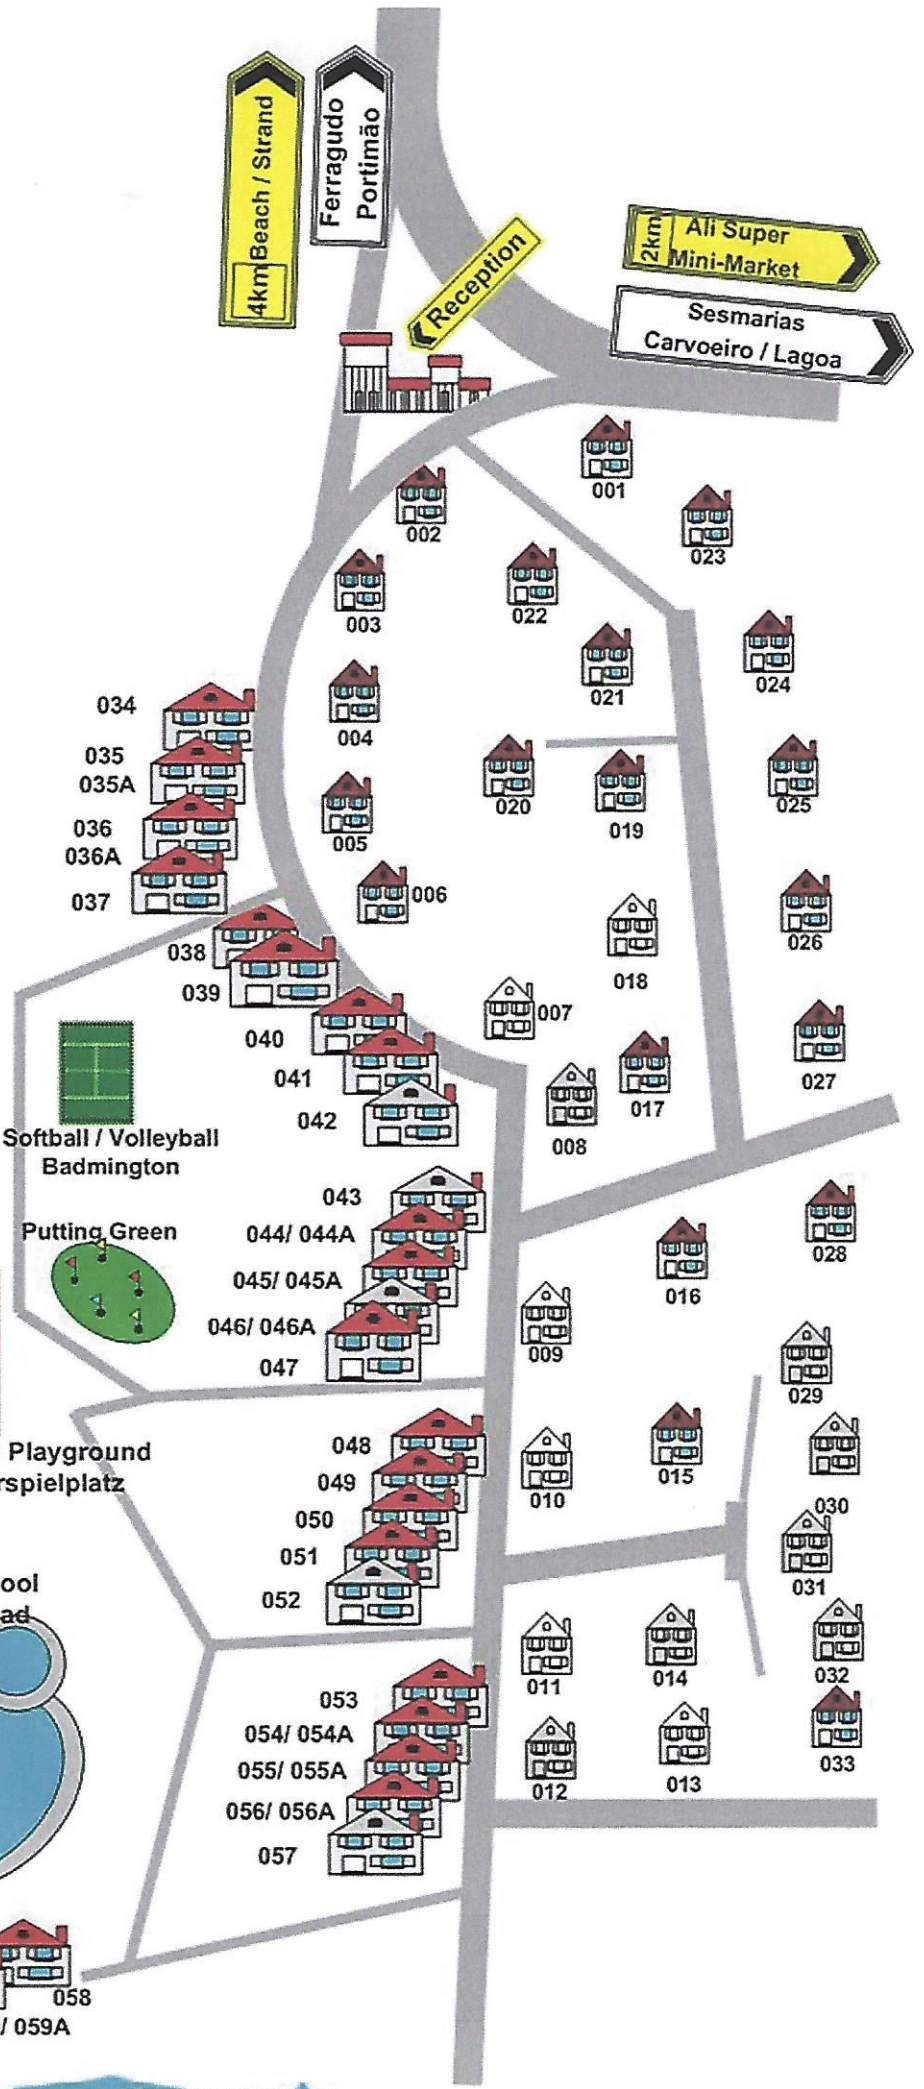 4km Beach / Strand
Ferragudo
Portimão
Reception
2km Ali Super
Mini-Market
Sesmarias
Carvoeiro / Lagoa
001
002
023
003
022
024
021
034
004
035
035A
020
019
025
036
036A
005
037
006
026
038
018
039
007
040
041
017
027
042
008
Softball / Volleyball
Badmington
043
044/ 044A
Putting Green
028
045/ 045A
016
046/ 046A
009
047
029
048
Playground
rspielplatz
049
015
010
030
050
051
031
ool
ad
052
011
014
032
053
054/ 054A
033
055/ 055A
012
013
056/ 056A
057
058
/ 059A